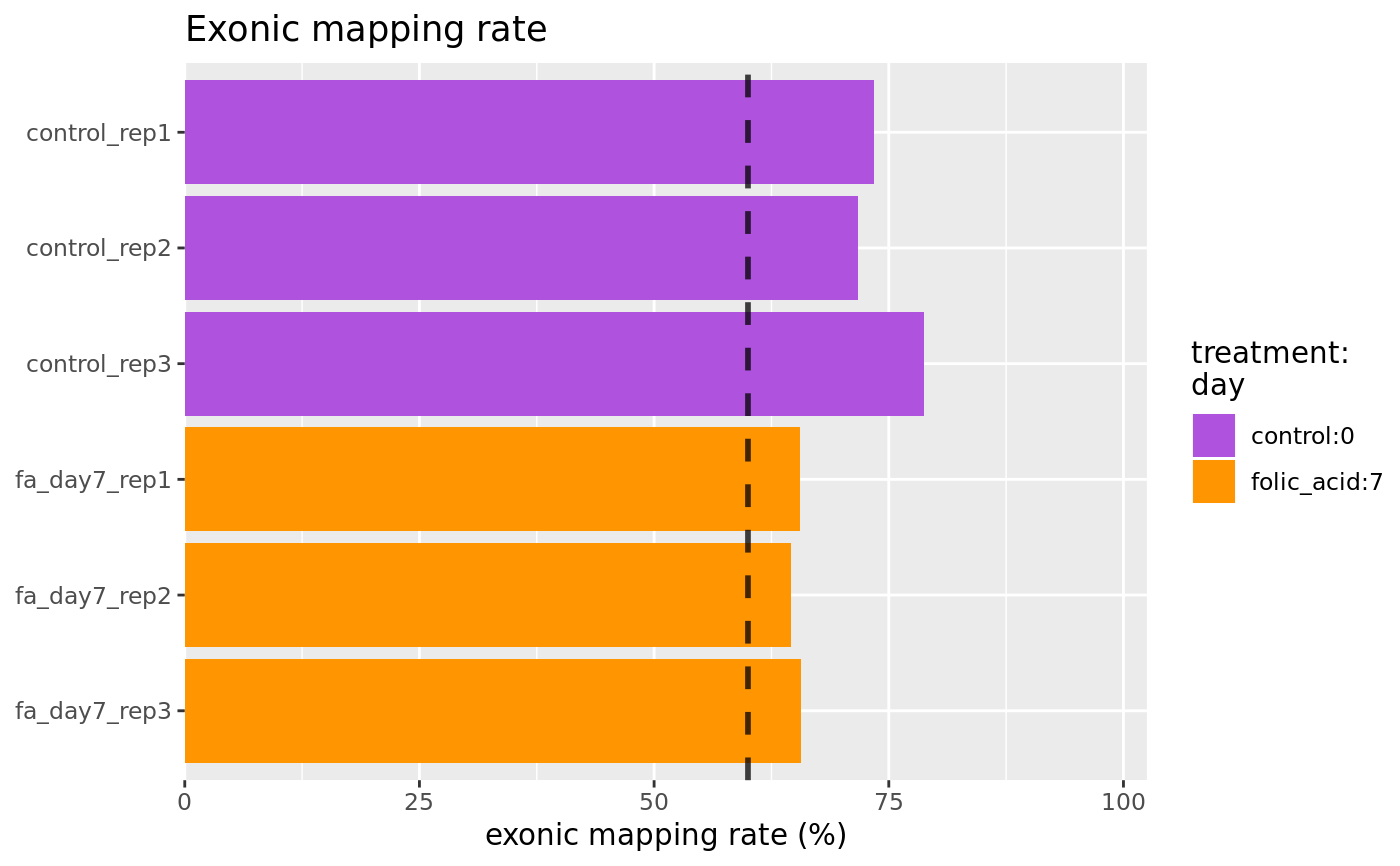 Exonic mapping rate
control_rep1
control_rep2
control_rep3
fa_day7_rep1
fa_day7_rep2
fa_day7_rep3
0 25 50 75 100
exonic mapping rate (%)
treatment:
day
control:0
folic_acid:7